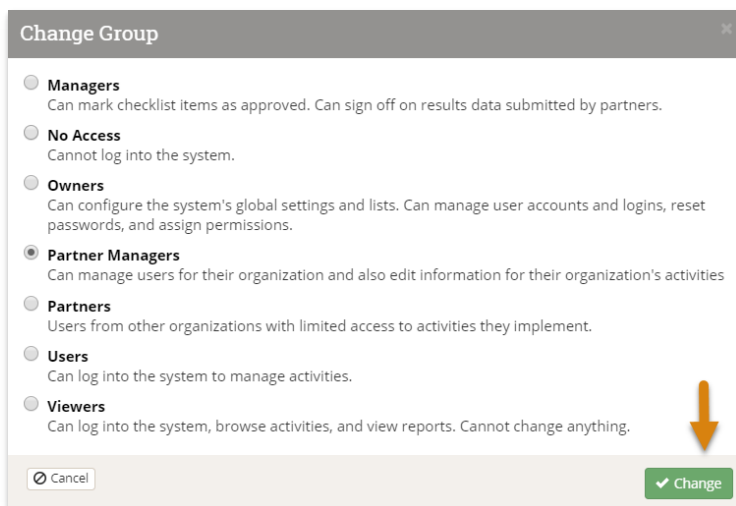 Change Group
×
Managers
Can mark checklist items as approved. Can sign off on results data submitted by partners.
No Access
Cannot log into the system.
Owners
Can configure the system's global settings and lists. Can manage user accounts and logins, reset
passwords, and assign permissions.
Partner Managers
Can manage users for their organization and also edit information for their organization's activities
Partners
Users from other organizations with limited access to activities they implement.
Users
Can log into the system to manage activities.
Viewers
Can log into the system, browse activities, and view reports. Cannot change anything.
Cancel
Change